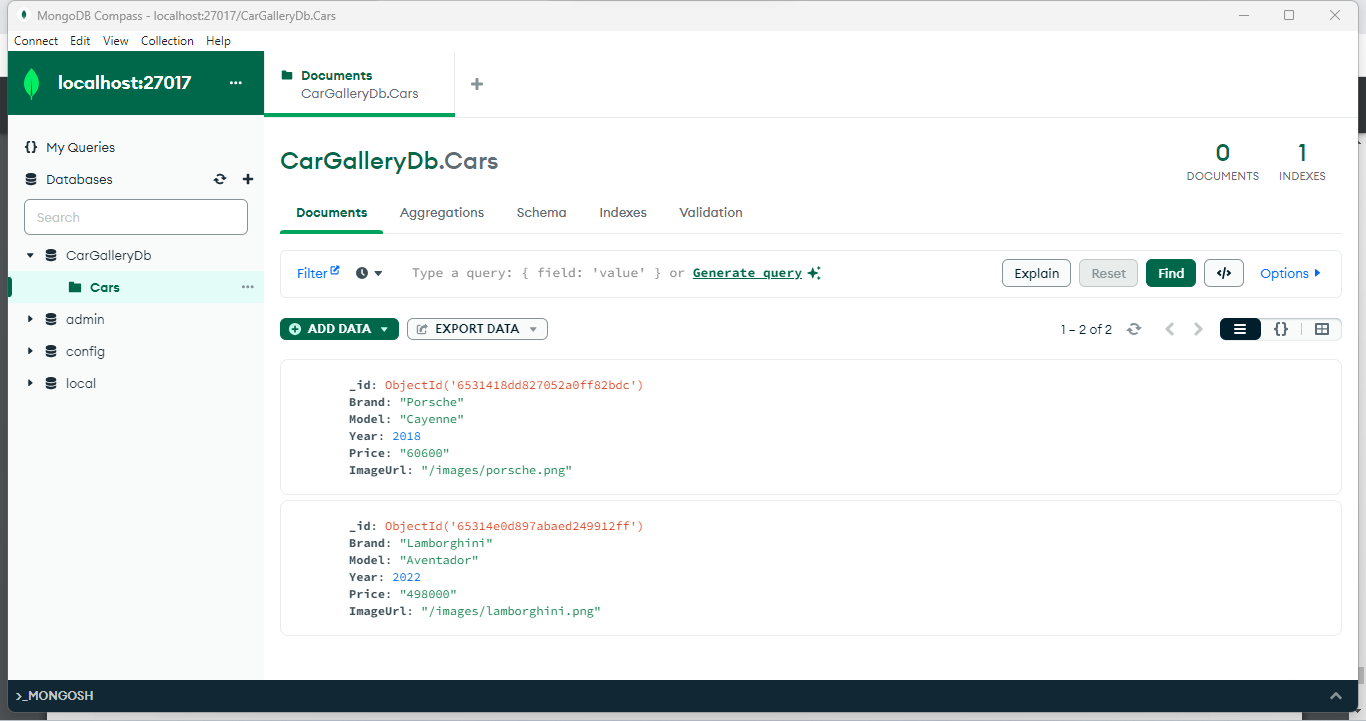 MongoDB Compass - localhost:27017/CarGalleryDb.Cars
Connect Edit View Collection Help
localhost:27017 ...
Documents
CarGalleryDb.Cars
+
{} My Queries
Databases
Search
CarGalleryDb
Cars ...
admin
config
local
CarGalleryDb.Cars
0
DOCUMENTS
1
INDEXES
Documents Aggregations Schema Indexes Validation
Filter Type a query: { field: 'value' } or Generate query Explain Reset Find </> Options
ADD DATA EXPORT DATA 1 – 2 of 2 {}
_id: ObjectId('6531418dd827052a0ff82bdc')
Brand: "Porsche"
Model: "Cayenne"
Year: 2018
Price: "60600"
ImageUrl: "/images/porsche.png"
_id: ObjectId('65314e0d897abaed249912ff')
Brand: "Lamborghini"
Model: "Aventador"
Year: 2022
Price: "498000"
ImageUrl: "/images/lamborghini.png"
>_MONGOSH